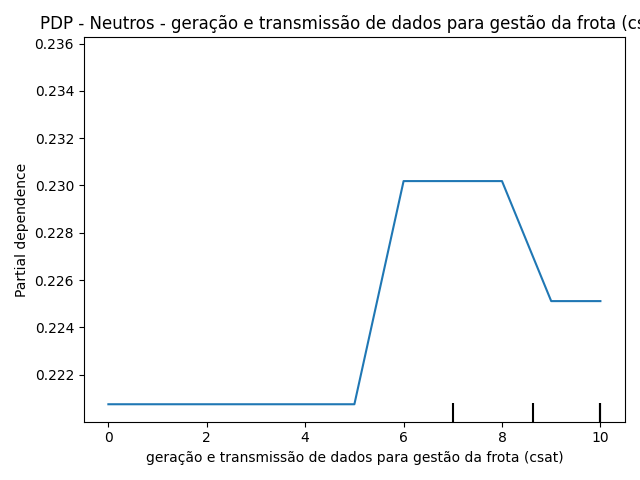 PDP - Neutros - geração e transmissão de dados para gestão da frota (cs
0.236
0.234
0.232
0.230
0.228
0.226
0.224
0.222
Partial dependence
0 2 4 6 8 10
geração e transmissão de dados para gestão da frota (csat)